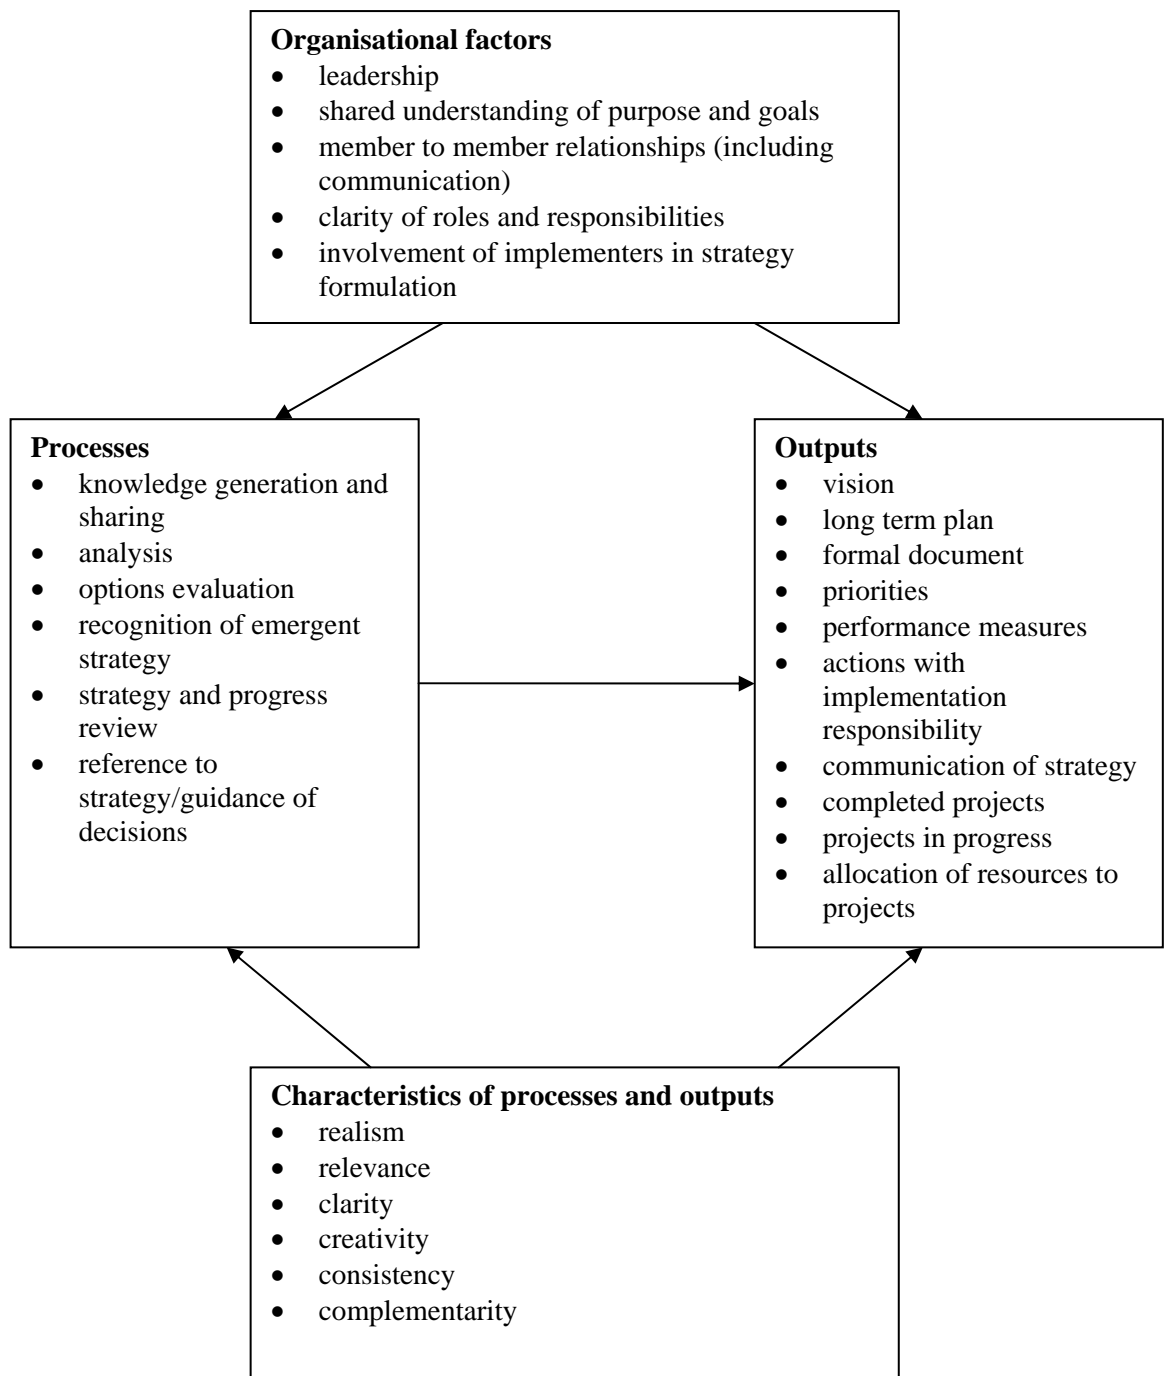 Organisational factors
• leadership
• shared understanding of purpose and goals
• member to member relationships (including
communication)
• clarity of roles and responsibilities
• involvement of implementers in strategy
formulation
Processes
• knowledge generation and
sharing
• analysis
• options evaluation
• recognition of emergent
strategy
• strategy and progress
review
• reference to
strategy/guidance of
decisions
Outputs
• vision
• long term plan
• formal document
• priorities
• performance measures
• actions with
implementation
responsibility
• communication of strategy
• completed projects
• projects in progress
• allocation of resources to
projects
Characteristics of processes and outputs
• realism
• relevance
• clarity
• creativity
• consistency
• complementarity